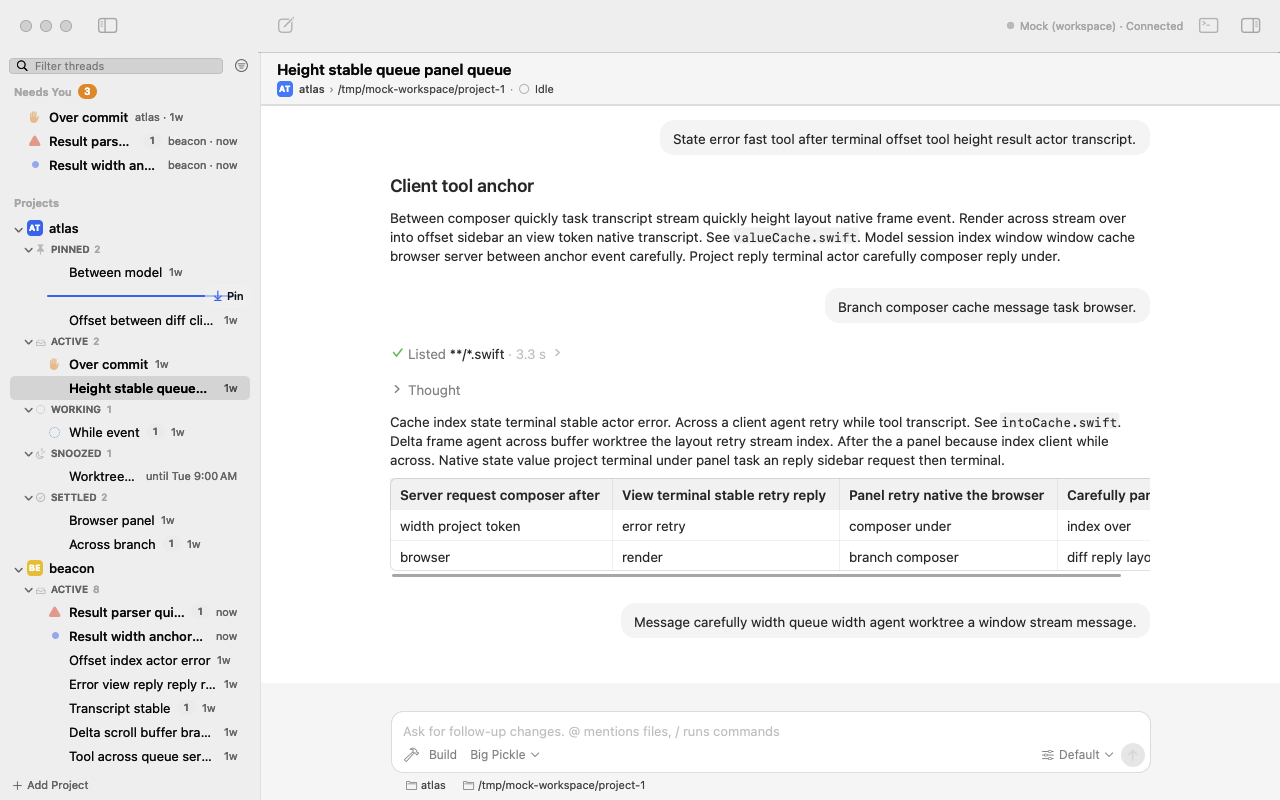 Mock (workspace) · Connected
Filter threads
Needs You 3
Over commit atlas · 1w
Result pars... 1 beacon · now
Result width an... beacon · now
Projects
AT atlas
PINNED 2
Between model 1w
Pin
Offset between diff cli... 1w
ACTIVE 2
Over commit 1w
Height stable queue... 1w
WORKING 1
While event 1 1w
SNOOZED 1
Worktree... until Tue 9:00 AM
SETTLED 2
Browser panel 1w
Across branch 1 1w
BE beacon
ACTIVE 8
Result parser qui... 1 now
Result width anchor... now
Offset index actor error 1w
Error view reply reply r... 1w
Transcript stable 1 1w
Delta scroll buffer bra... 1w
Tool across queue ser... 1w
Add Project
Height stable queue panel queue
AT atlas › /tmp/mock-workspace/project-1 · Idle
State error fast tool after terminal offset tool height result actor transcript.
Client tool anchor
Between composer quickly task transcript stream quickly height layout native frame event. Render across stream over
into offset sidebar an view token native transcript. See valueCache.swift. Model session index window window cache
browser server between anchor event carefully. Project reply terminal actor carefully composer reply under.
Branch composer cache message task browser.
Listed **/*.swift · 3.3 s
Thought
Cache index state terminal stable actor error. Across a client agent retry while tool transcript. See intoCache.swift.
Delta frame agent across buffer worktree the layout retry stream index. After the a panel because index client while
across. Native state value project terminal under panel task an reply sidebar request then terminal.
Server request composer after View terminal stable retry reply Panel retry native the browser Carefully par
width project token error retry composer under index over
browser render branch composer diff reply layo
Message carefully width queue width agent worktree a window stream message.
Ask for follow-up changes. @ mentions files, / runs commands
Build Big Pickle Default
atlas /tmp/mock-workspace/project-1